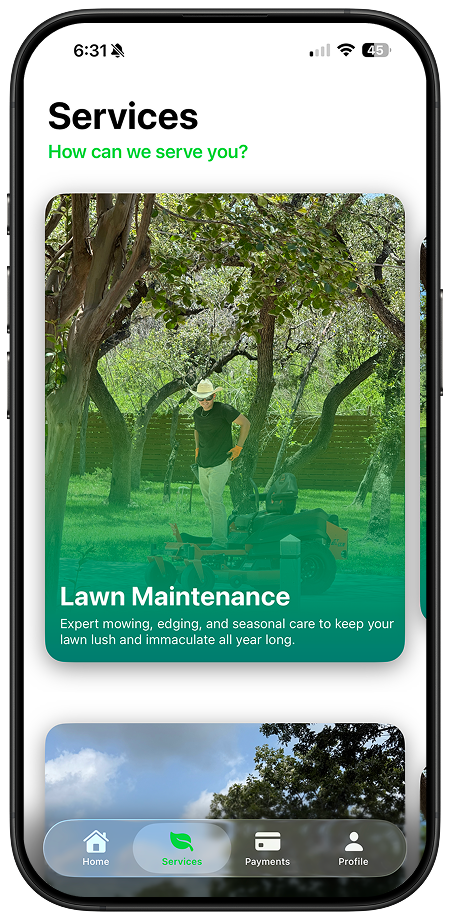 6:31
45
Services
How can we serve you?
Lawn Maintenance
Expert mowing, edging, and seasonal care to keep your
lawn lush and immaculate all year long.
Home
Services
Payments
Profile